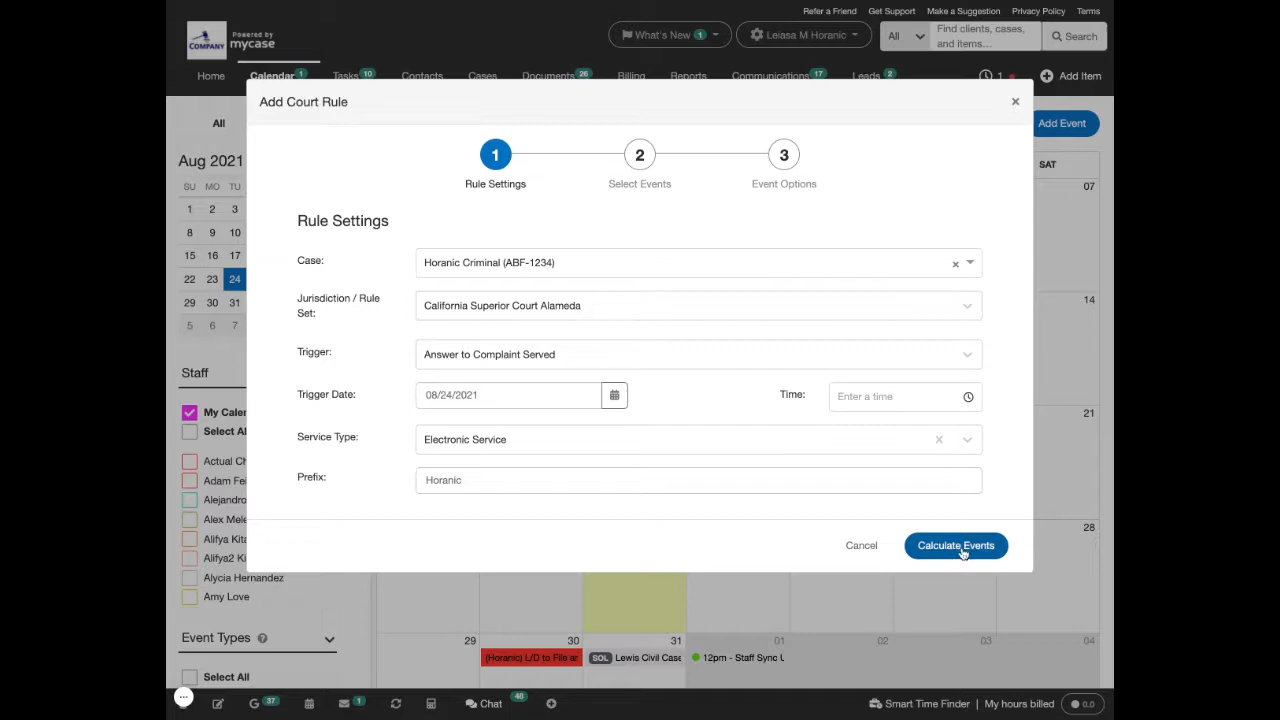 Refer a Friend Get Support Make a Suggestion Privacy Policy Terms
COMPANY
Powered by
mycase
What's New 1
Leiasa M Horanic
All
Find clients, cases,
and items...
Search
Home Calendar 1 Tasks 10 Contacts Cases Documents 26 Billing Reports Communications 17 Leads 2
1
Add Item
Add Court Rule
×
All
Add Event
1 2 3
Rule Settings Select Events Event Options
Aug 2021
SU MO TU
1 2 3
8 9 10
15 16 17
22 23 24
29 30 31
5 6 7
SAT
07
14
21
28
Rule Settings
Case:
Horanic Criminal (ABF-1234)
Jurisdiction / Rule
Set:
California Superior Court Alameda
Trigger:
Answer to Complaint Served
Trigger Date:
08/24/2021
Time:
Enter a time
Service Type:
Electronic Service
Prefix:
Horanic
Cancel
Calculate Events
Staff
My Calen
Select Al
Actual Ch
Adam Fei
Alejandro
Alex Mele
Alifya Kita
Alifya2 Ki
Alycia Hernandez
Amy Love
Event Types ?
Select All
29 30 31 01 02 03 04
(Horanic) L/D to File an
SOL Lewis Civil Case
12pm - Staff Sync U
37
1
Chat 48
Smart Time Finder | My hours billed 0.0